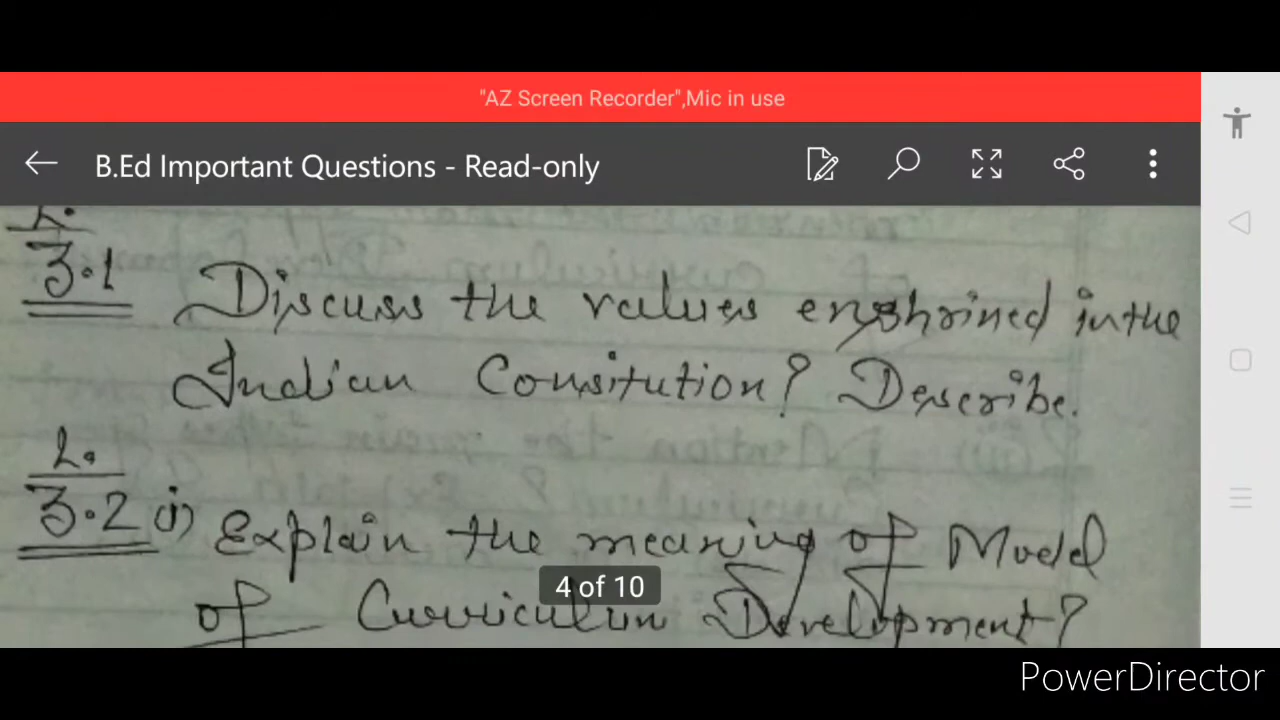 "AZ Screen Recorder",Mic in use
B.Ed Important Questions - Read-only
L.
3.1 Discuss the values enshrined in the
Indian Consitution? Describe.
L.
3.2 (i) Explain the meaning of Model
4 of 10
of Curriculum Development?
PowerDirector